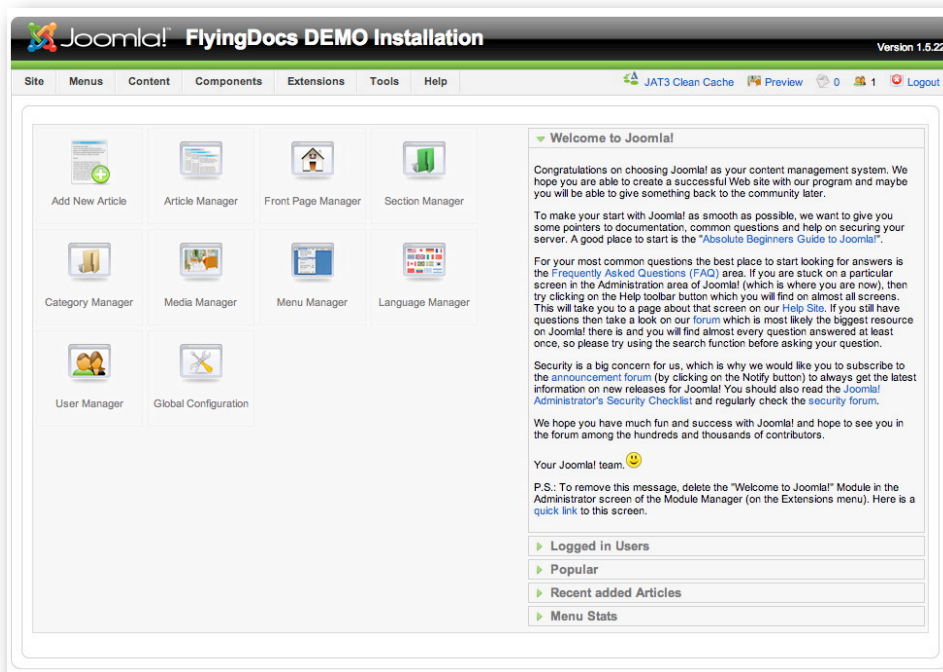 Joomla!™ FlyingDocs DEMO Installation
Version 1.5.22
Site Menus Content Components Extensions Tools Help JAT3 Clean Cache Preview 0 1 Logout
Add New Article Article Manager Front Page Manager Section Manager
Category Manager Media Manager Menu Manager Language Manager
User Manager Global Configuration
Welcome to Joomla!
Congratulations on choosing Joomla! as your content management system. We
hope you are able to create a successful Web site with our program and maybe
you will be able to give something back to the community later.
To make your start with Joomla! as smooth as possible, we want to give you
some pointers to documentation, common questions and help on securing your
server. A good place to start is the "Absolute Beginners Guide to Joomla!".
For your most common questions the best place to start looking for answers is
the Frequently Asked Questions (FAQ) area. If you are stuck on a particular
screen in the Administration area of Joomla! (which is where you are now), then
try clicking on the Help toolbar button which you will find on almost all screens.
This will take you to a page about that screen on our Help Site. If you still have
questions then take a look on our forum which is most likely the biggest resource
on Joomla! there is and you will find almost every question answered at least
once, so please try using the search function before asking your question.
Security is a big concern for us, which is why we would like you to subscribe to
the announcement forum (by clicking on the Notify button) to always get the latest
information on new releases for Joomla! You should also read the Joomla!
Administrator's Security Checklist and regularly check the security forum.
We hope you have much fun and success with Joomla! and hope to see you in
the forum among the hundreds and thousands of contributors.
Your Joomla! team.
P.S.: To remove this message, delete the "Welcome to Joomla!" Module in the
Administrator screen of the Module Manager (on the Extensions menu). Here is a
quick link to this screen.
Logged in Users
Popular
Recent added Articles
Menu Stats